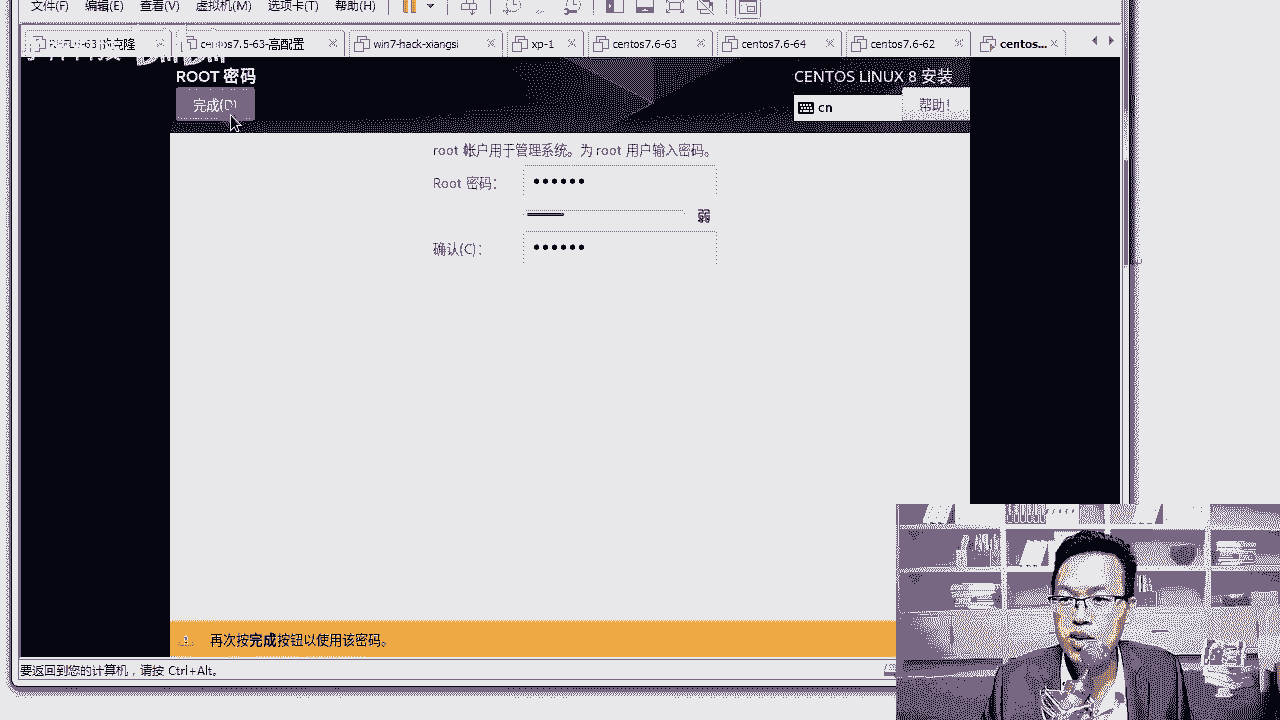 文件(F) 编辑(E) 查看(V) 虚拟机(M) 选项卡(T) 帮助(H)
的克隆 centos7.5-63-高配置 win7-hack-xiangsi xp-1 centos7.6-63 centos7.6-64 centos7.6-62 centos...
ROOT 密码
CENTOS LINUX 8 安装
完成(D)
cn
帮助!
root 帐户用于管理系统。为 root 用户输入密码。
Root 密码：
弱
确认(C)：
再次按完成按钮以使用该密码。
要返回到您的计算机，请按 Ctrl+Alt。